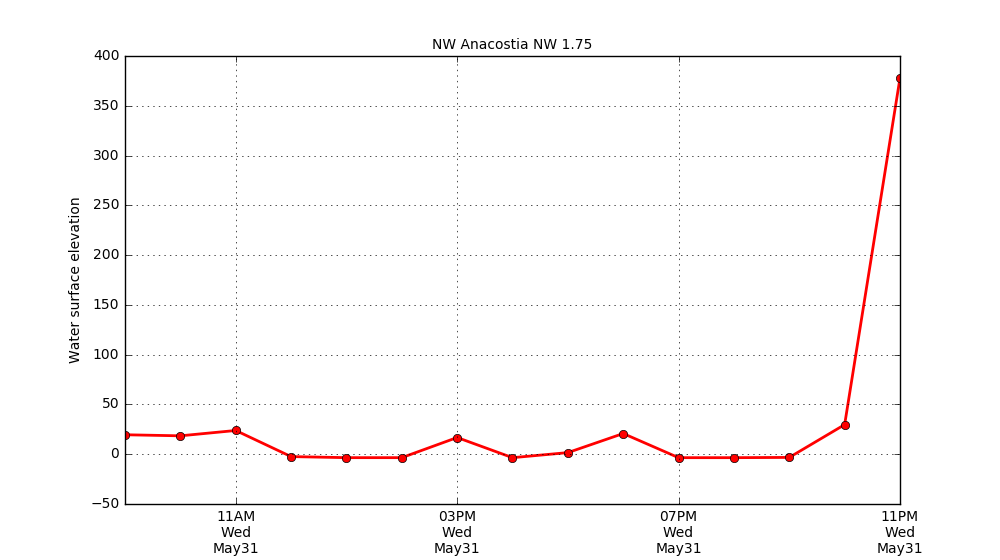 NW Anacostia NW 1.75
400
350
300
250
200
150
100
50
0
−50
Water surface elevation
11AM
Wed
May31
03PM
Wed
May31
07PM
Wed
May31
11PM
Wed
May31